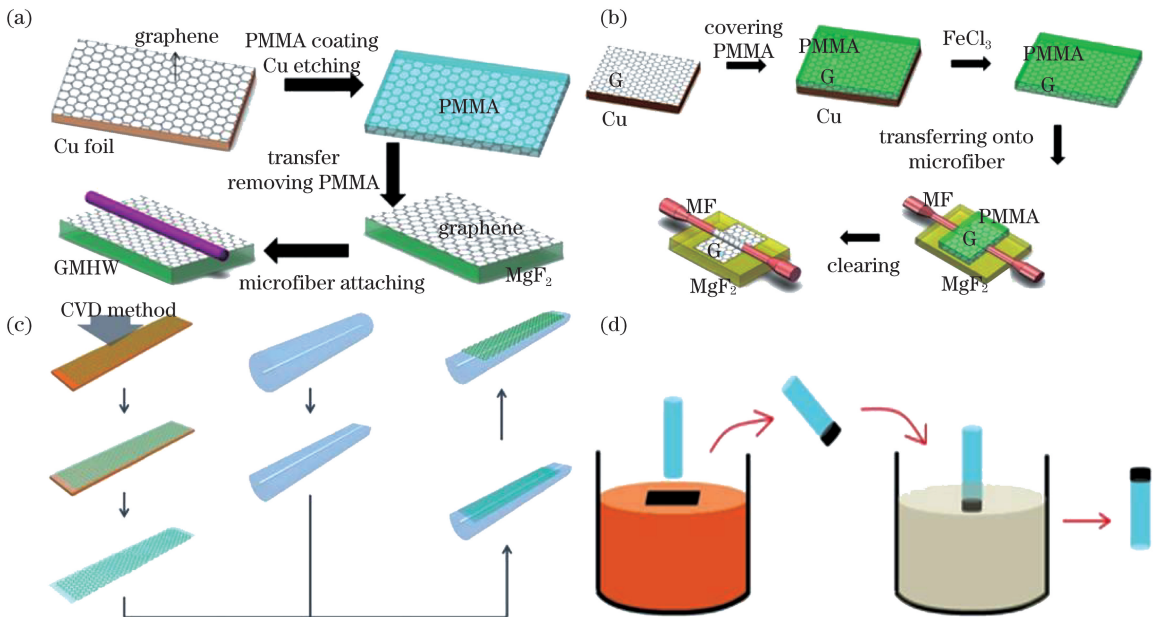 (a)
graphene
PMMA coating
Cu etching
PMMA
Cu foil
transfer
removing PMMA
graphene
GMHW
microfiber attaching
MgF₂
(b)
covering
PMMA
FeCl₃
G
Cu
PMMA
G
Cu
PMMA
G
transferring onto
microfiber
MF
PMMA
G
MgF₂
clearing
MF
G
MgF₂
(c)
CVD method
(d)